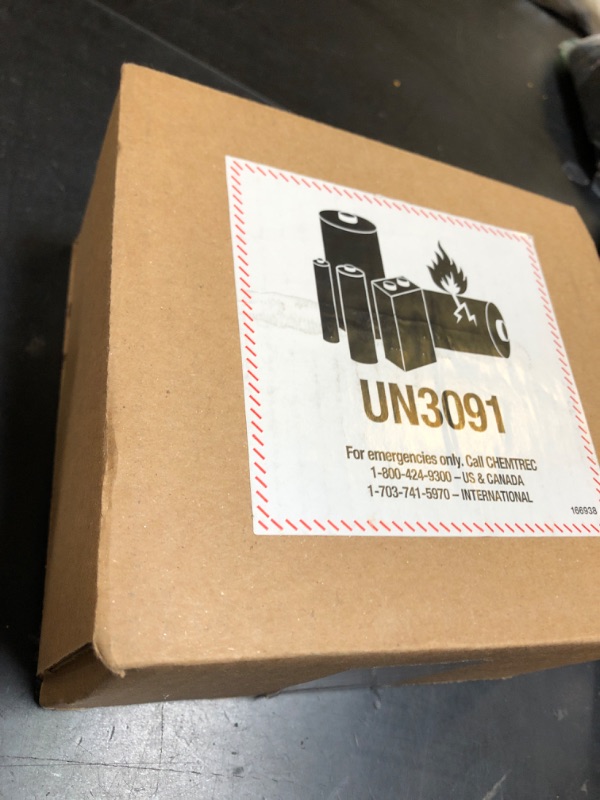 UN3091
For emergencies only. Call CHEMTREC
1-800-424-9300 – US & CANADA
1-703-741-5970 – INTERNATIONAL
166938